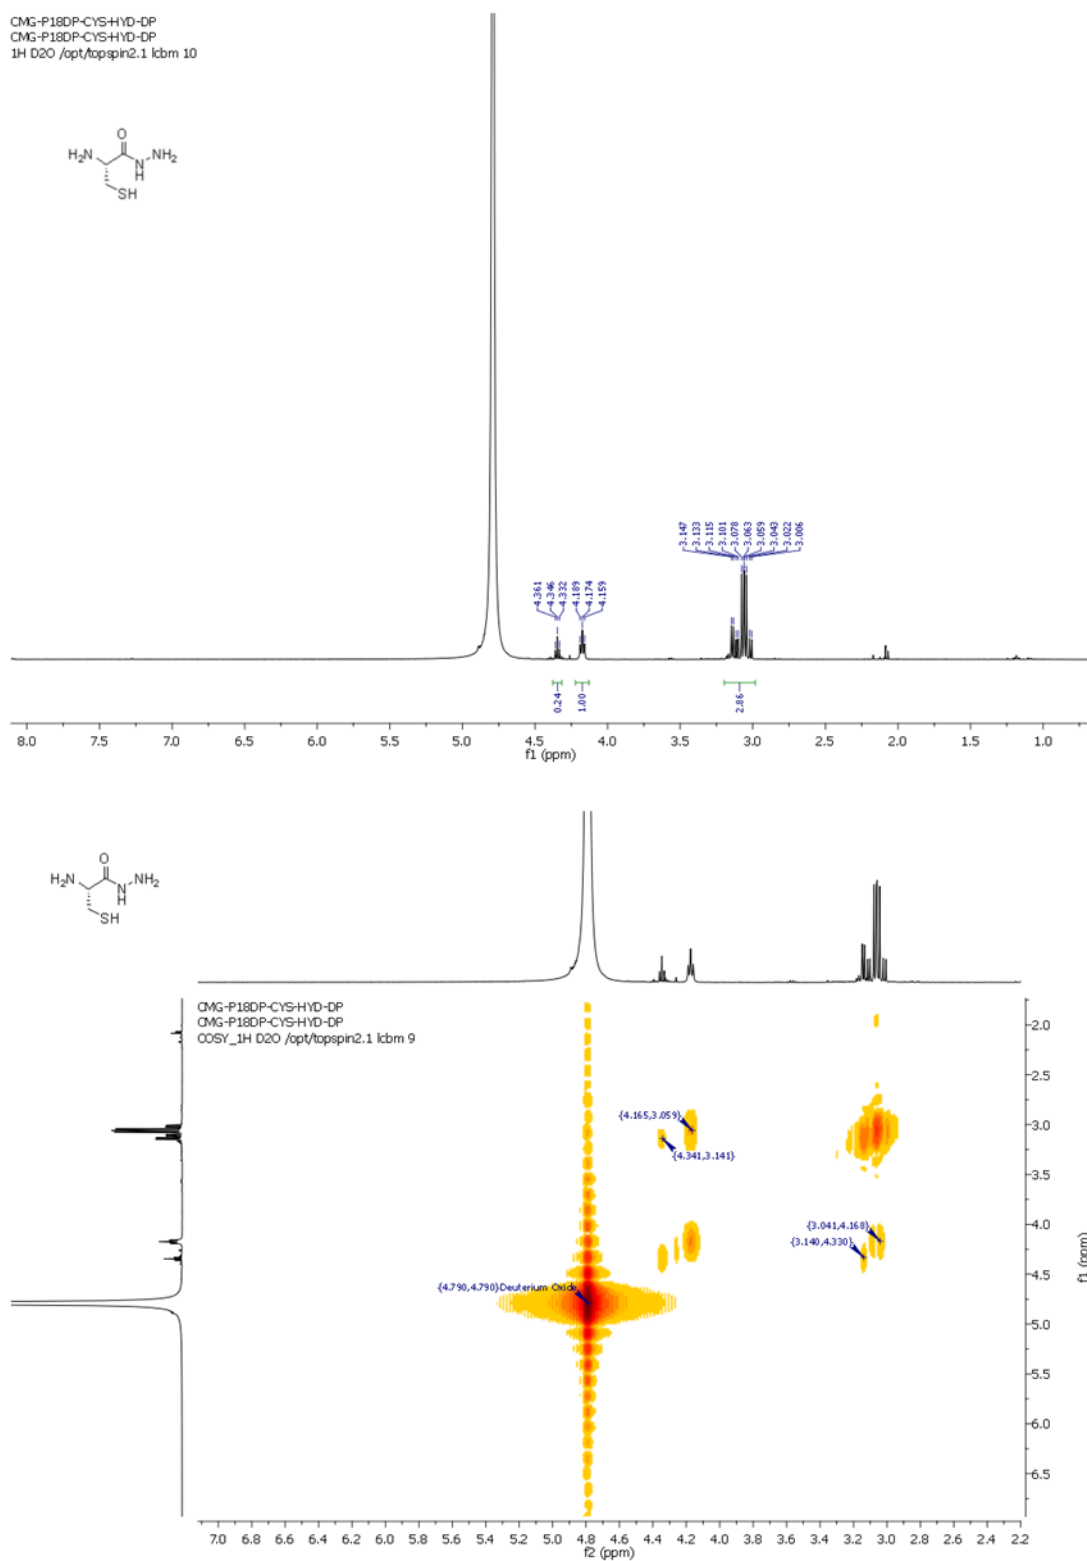 CMG-P18DP-CYS-HYD-DP
CMG-P18DP-CYS-HYD-DP
1H D2O /opt/topspin2.1 lcbm 10
O
H2N
N
H
NH2
SH
3.147
3.133
3.115
3.101
3.078
3.063
3.059
3.043
3.022
3.006
4.361
4.346
4.332
4.189
4.174
4.159
0.24
1.00
2.86
8.0 7.5 7.0 6.5 6.0 5.5 5.0 4.5 4.0 3.5 3.0 2.5 2.0 1.5 1.0
f1 (ppm)
O
H2N
N
H
NH2
SH
CMG-P18DP-CYS-HYD-DP
CMG-P18DP-CYS-HYD-DP
COSY_1H D2O /opt/topspin2.1 lcbm 9
{4.165,3.059}
{4.341,3.141}
{3.041,4.168}
{3.140,4.330}
{4.790,4.790}Deuterium Oxide
2.0
2.5
3.0
3.5
4.0
4.5
5.0
5.5
6.0
6.5
f1 (ppm)
7.0 6.8 6.6 6.4 6.2 6.0 5.8 5.6 5.4 5.2 5.0 4.8 4.6 4.4 4.2 4.0 3.8 3.6 3.4 3.2 3.0 2.8 2.6 2.4 2.2
f2 (ppm)